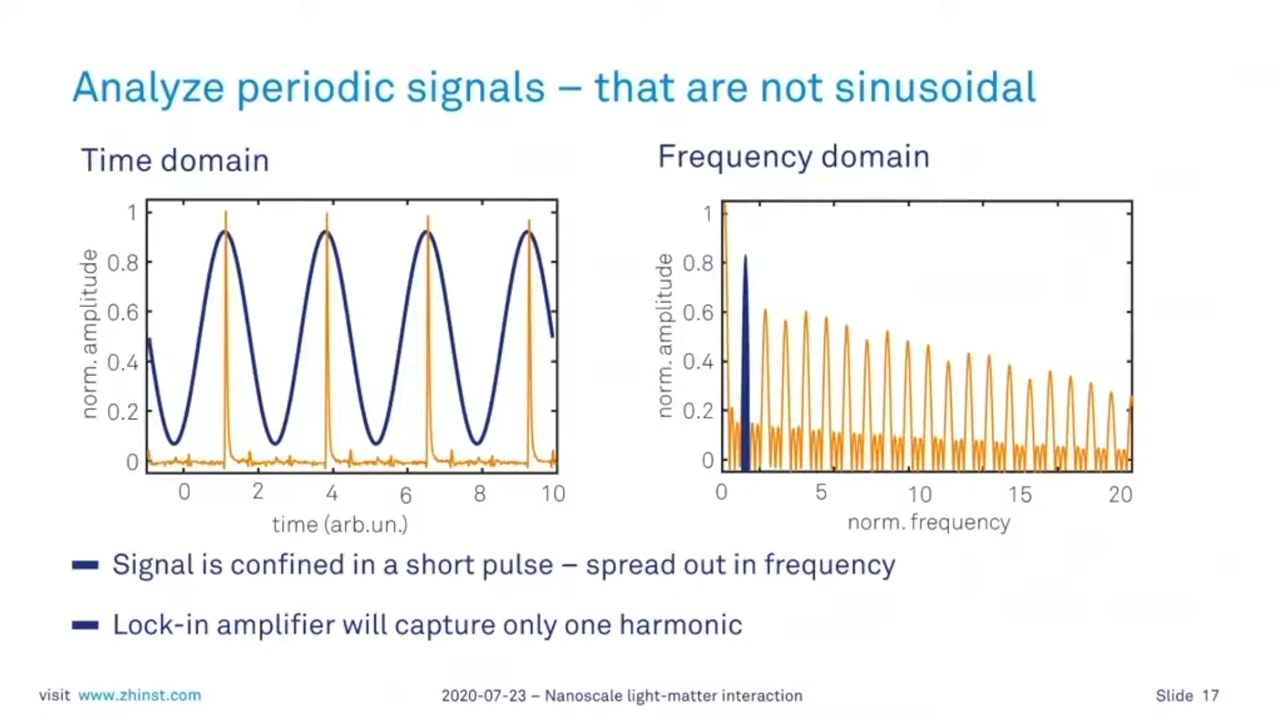 Analyze periodic signals – that are not sinusoidal
Time domain
norm. amplitude
1
0.8
0.6
0.4
0.2
0
0 2 4 6 8 10
time (arb.un.)
Frequency domain
norm. amplitude
1
0.8
0.6
0.4
0.2
0
0 5 10 15 20
norm. frequency
Signal is confined in a short pulse – spread out in frequency
Lock-in amplifier will capture only one harmonic
visit www.zhinst.com
2020-07-23 – Nanoscale light-matter interaction
Slide 17